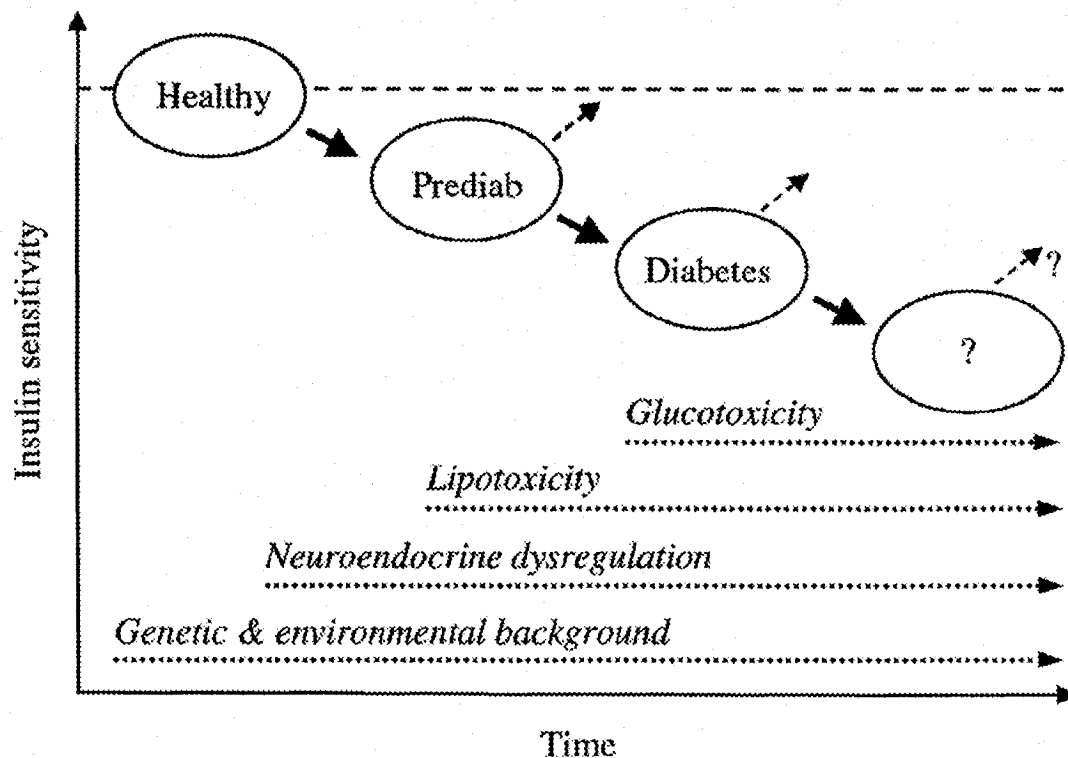 Healthy
Prediab
Diabetes
?
?
Glucotoxicity
Lipotoxicity
Neuroendocrine dysregulation
Genetic & environmental background
Insulin sensitivity
Time